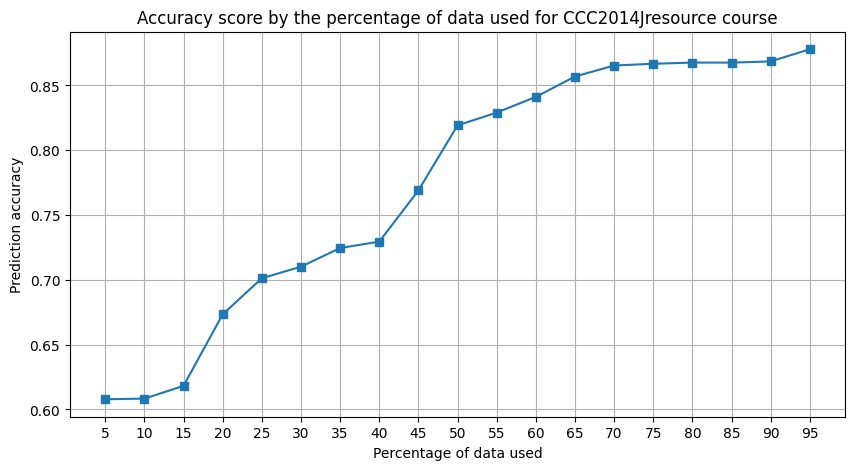 Accuracy score by the percentage of data used for CCC2014Jresource course
0.85
0.80
0.75
0.70
0.65
0.60
Prediction accuracy
5 10 15 20 25 30 35 40 45 50 55 60 65 70 75 80 85 90 95
Percentage of data used